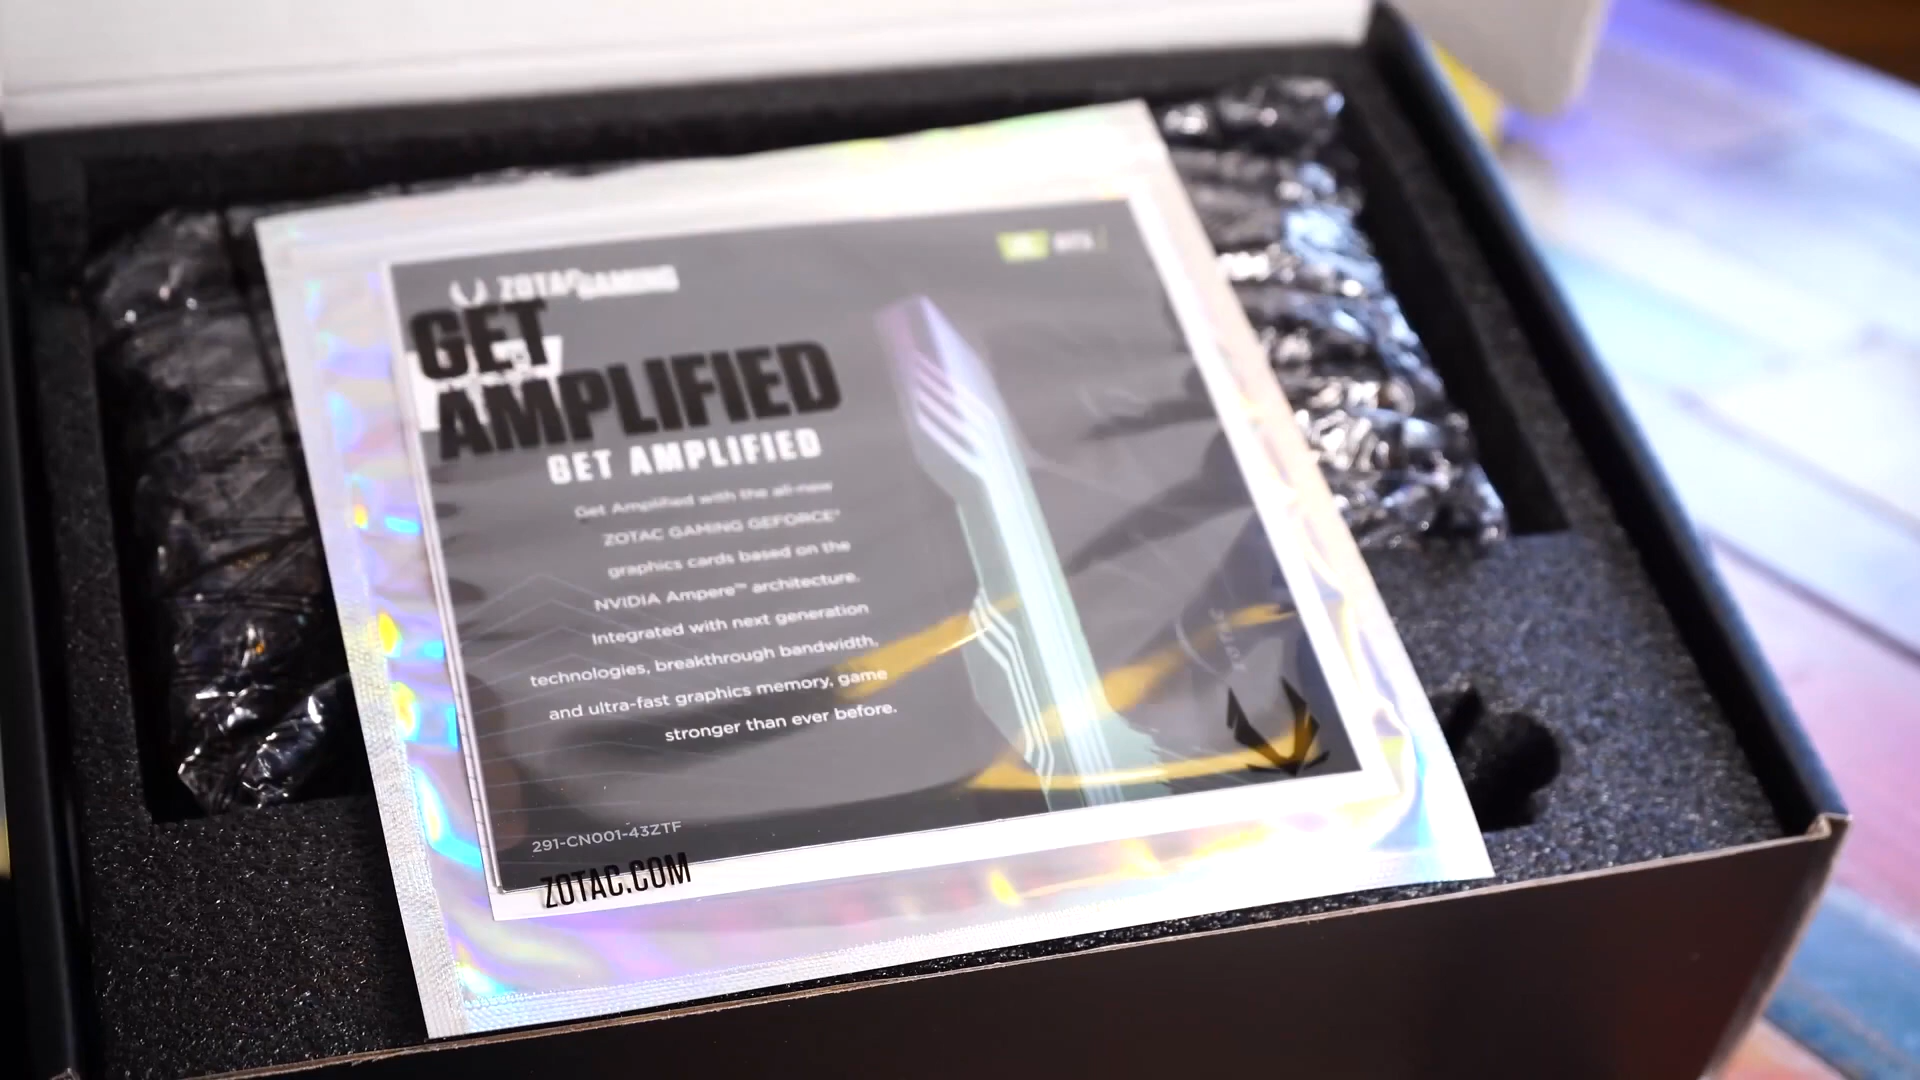 ZOTAC GAMING
GET
AMPLIFIED
GET AMPLIFIED
Get Amplified with the all-new
ZOTAC GAMING GEFORCE®
graphics cards based on the
NVIDIA Ampere™ architecture.
Integrated with next generation
technologies, breakthrough bandwidth,
and ultra-fast graphics memory, game
stronger than ever before.
291-CN001-43ZTF
ZOTAC.COM